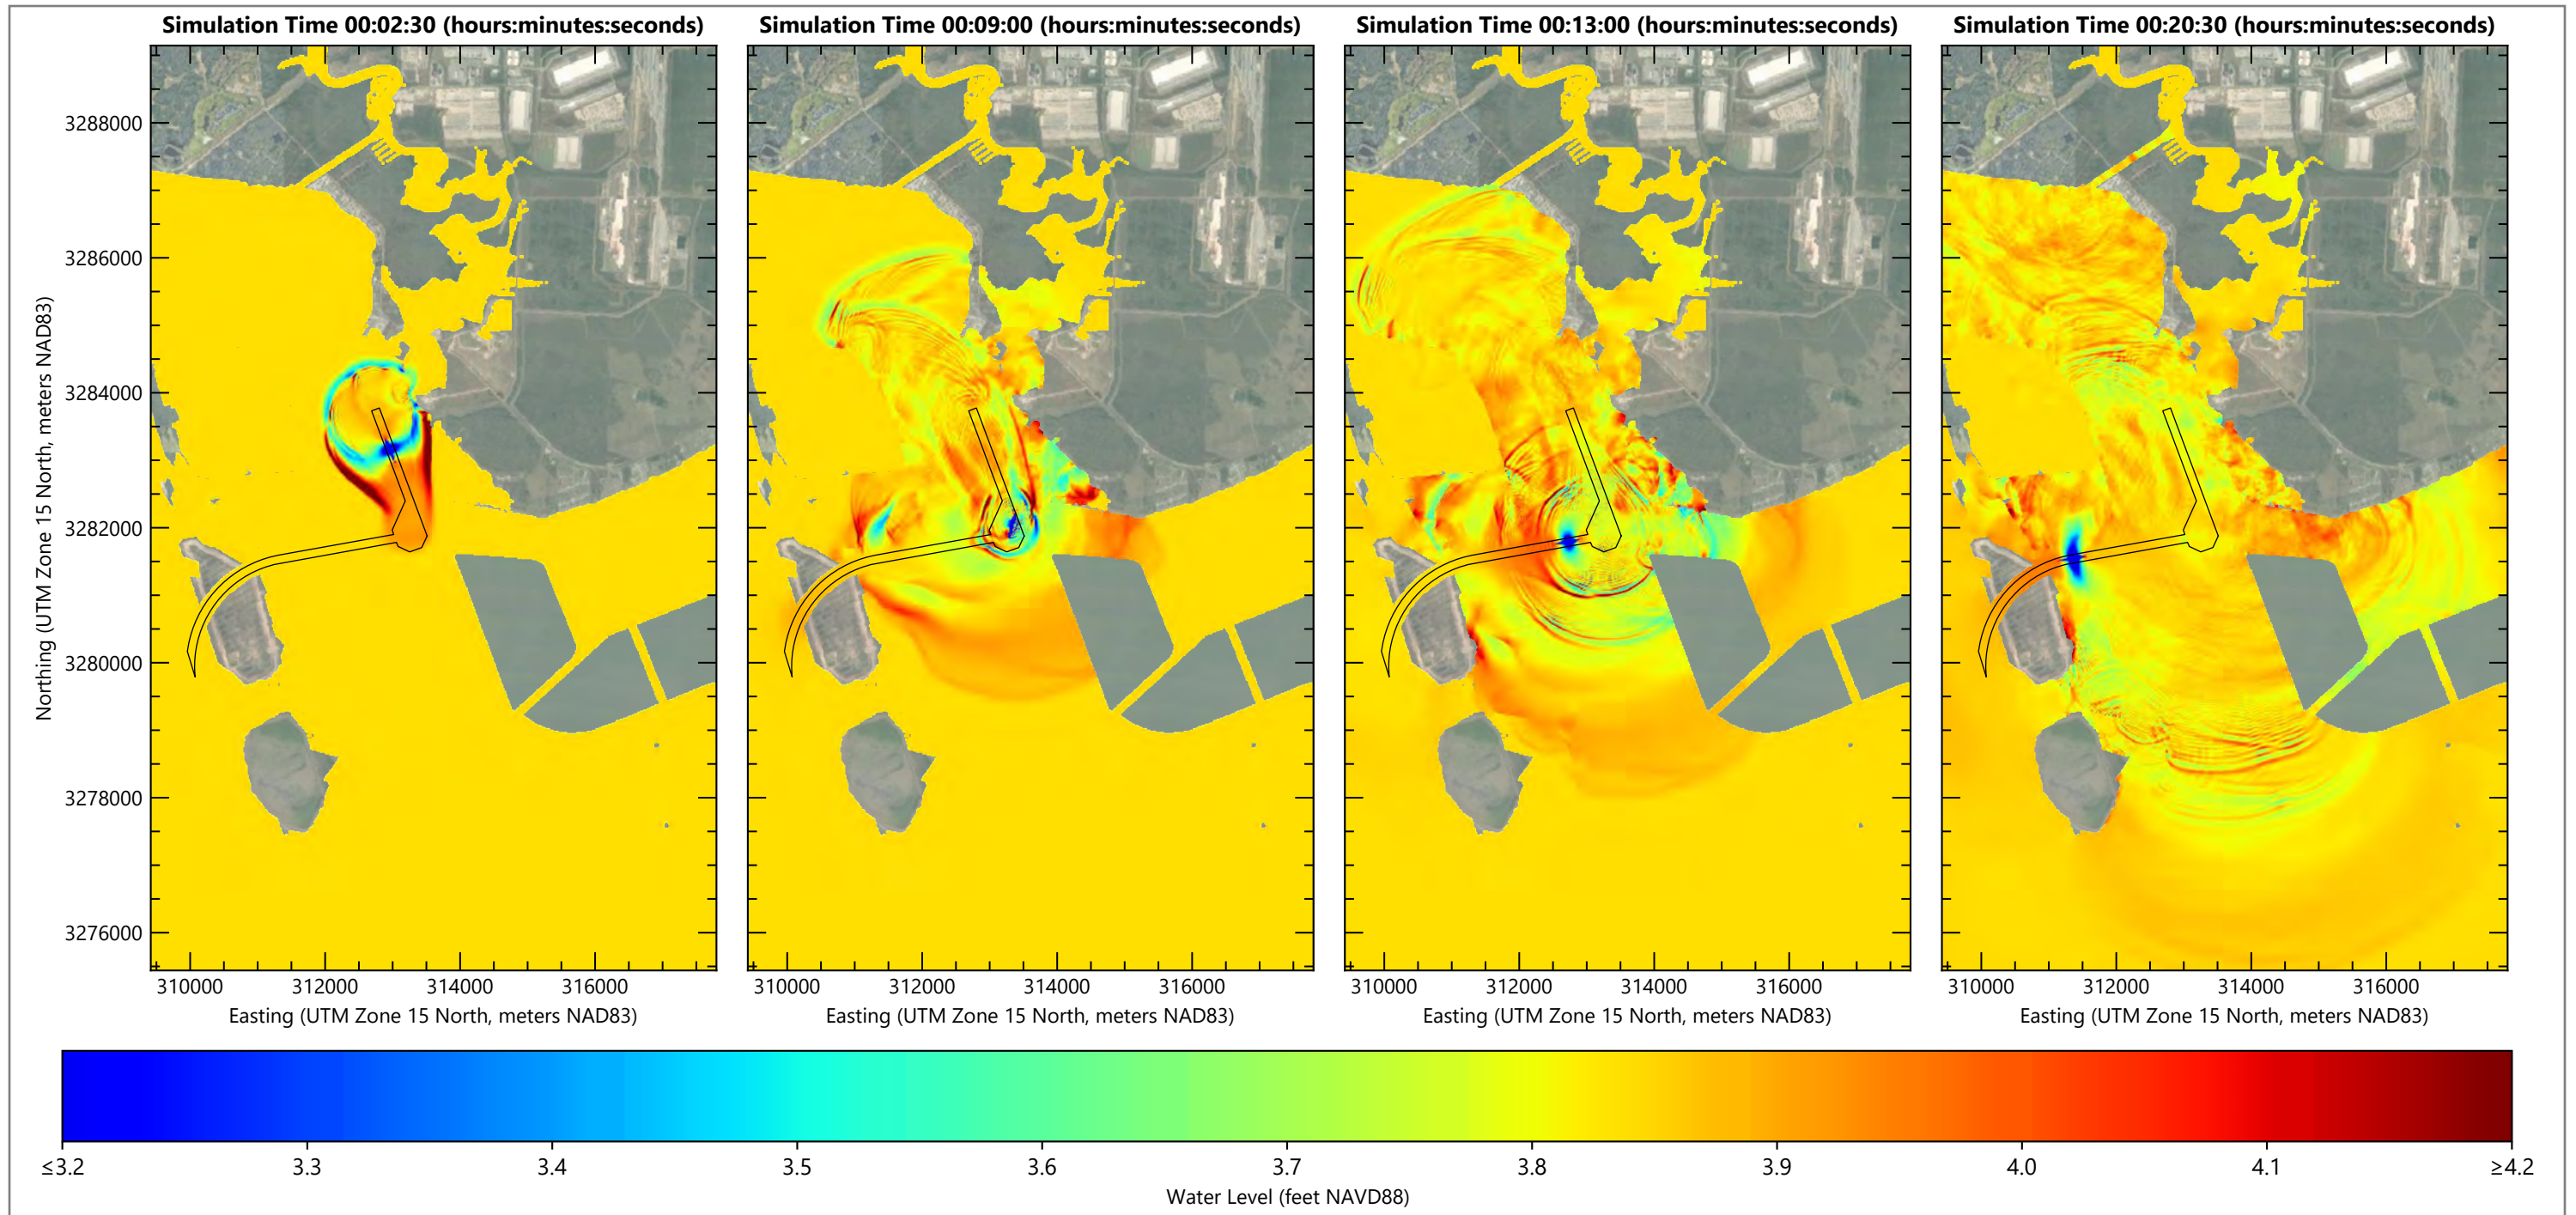 Simulation Time 00:02:30 (hours:minutes:seconds)
Simulation Time 00:09:00 (hours:minutes:seconds)
Simulation Time 00:13:00 (hours:minutes:seconds)
Simulation Time 00:20:30 (hours:minutes:seconds)
Northing (UTM Zone 15 North, meters NAD83)
3288000
3286000
3284000
3282000
3280000
3278000
3276000
310000 312000 314000 316000
310000 312000 314000 316000
310000 312000 314000 316000
310000 312000 314000 316000
Easting (UTM Zone 15 North, meters NAD83)
Easting (UTM Zone 15 North, meters NAD83)
Easting (UTM Zone 15 North, meters NAD83)
Easting (UTM Zone 15 North, meters NAD83)
≤3.2 3.3 3.4 3.5 3.6 3.7 3.8 3.9 4.0 4.1 ≥4.2
Water Level (feet NAVD88)